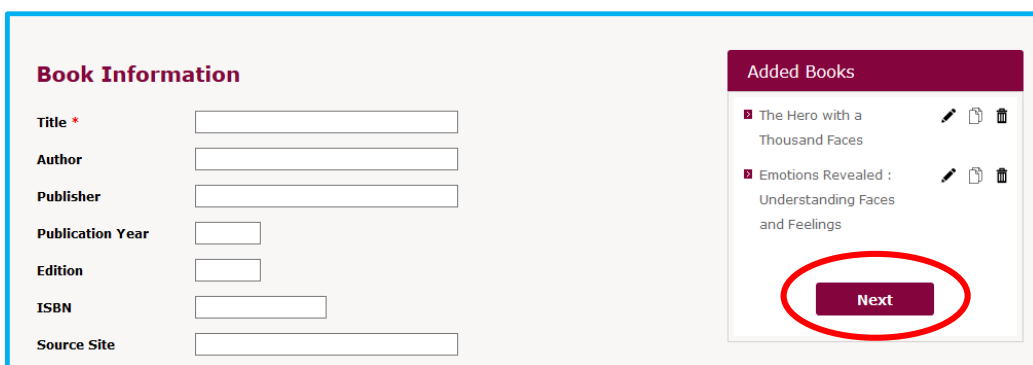 Book Information
Title *
Author
Publisher
Publication Year
Edition
ISBN
Source Site
Added Books
The Hero with a
Thousand Faces
Emotions Revealed :
Understanding Faces
and Feelings
Next